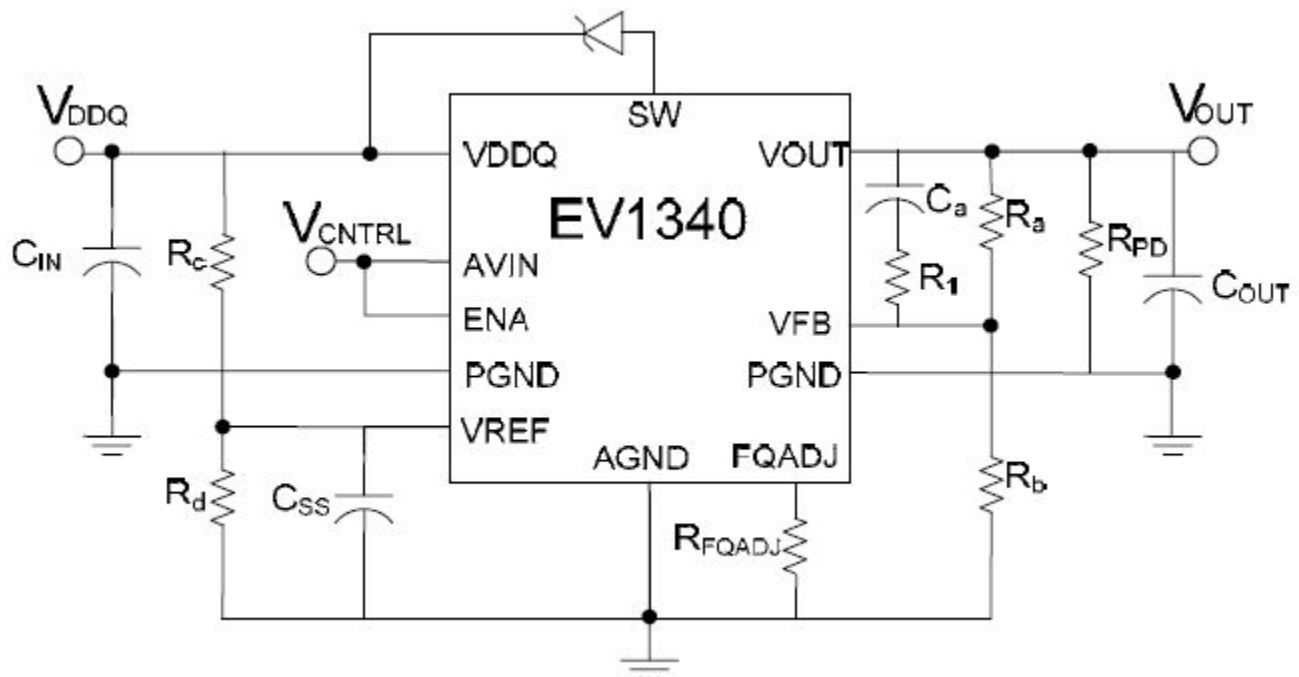 SW
VDDQ
VOUT
VDDQ
VOUT
EV1340
Ca
Ra
VCNTRL
RPD
CIN
Rc
AVIN
R1
COUT
ENA
VFB
PGND
PGND
VREF
AGND
FQADJ
Rd
CSS
Rb
RFQADJ